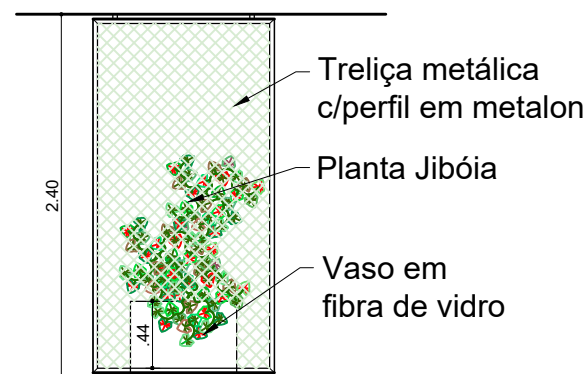 Treliça metálica
c/perfil em metalon
Planta Jibóia
2.40
Vaso em
fibra de vidro
.44